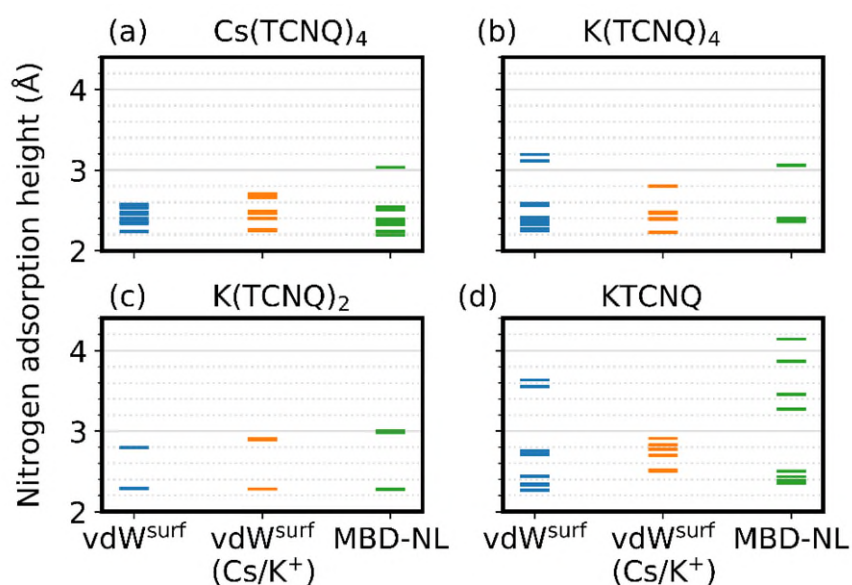 (a) Cs(TCNQ)₄
(b) K(TCNQ)₄
Nitrogen adsorption height (Å)
4
3
2
(c) K(TCNQ)₂
(d) KTCNQ
4
3
2
vdWˢᵘʳᶠ vdWˢᵘʳᶠ MBD-NL
(Cs/K⁺)
vdWˢᵘʳᶠ vdWˢᵘʳᶠ MBD-NL
(Cs/K⁺)